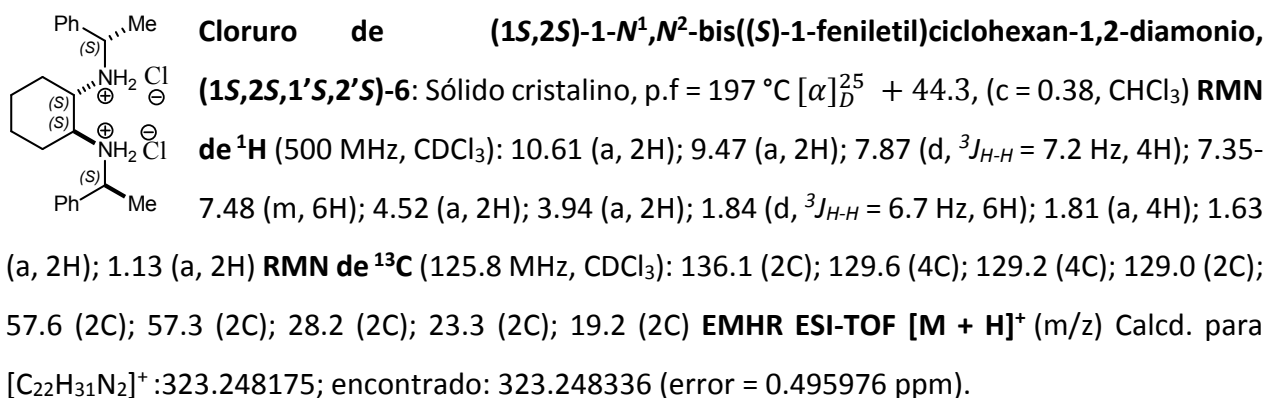 Ph Me
(S)
NH2 Cl
⊕ ⊖
(S)
(S)
⊕ ⊖
NH2 Cl
(S)
Ph Me
Cloruro de (1S,2S)-1-N¹,N²-bis((S)-1-feniletil)ciclohexan-1,2-diamonio,
(1S,2S,1’S,2’S)-6: Sólido cristalino, p.f = 197 °C [𝛼]²⁵_D + 44.3, (c = 0.38, CHCl₃) RMN
de ¹H (500 MHz, CDCl₃): 10.61 (a, 2H); 9.47 (a, 2H); 7.87 (d, ³J_H-H = 7.2 Hz, 4H); 7.35-
7.48 (m, 6H); 4.52 (a, 2H); 3.94 (a, 2H); 1.84 (d, ³J_H-H = 6.7 Hz, 6H); 1.81 (a, 4H); 1.63
(a, 2H); 1.13 (a, 2H) RMN de ¹³C (125.8 MHz, CDCl₃): 136.1 (2C); 129.6 (4C); 129.2 (4C); 129.0 (2C);
57.6 (2C); 57.3 (2C); 28.2 (2C); 23.3 (2C); 19.2 (2C) EMHR ESI-TOF [M + H]⁺ (m/z) Calcd. para
[C₂₂H₃₁N₂]⁺ :323.248175; encontrado: 323.248336 (error = 0.495976 ppm).